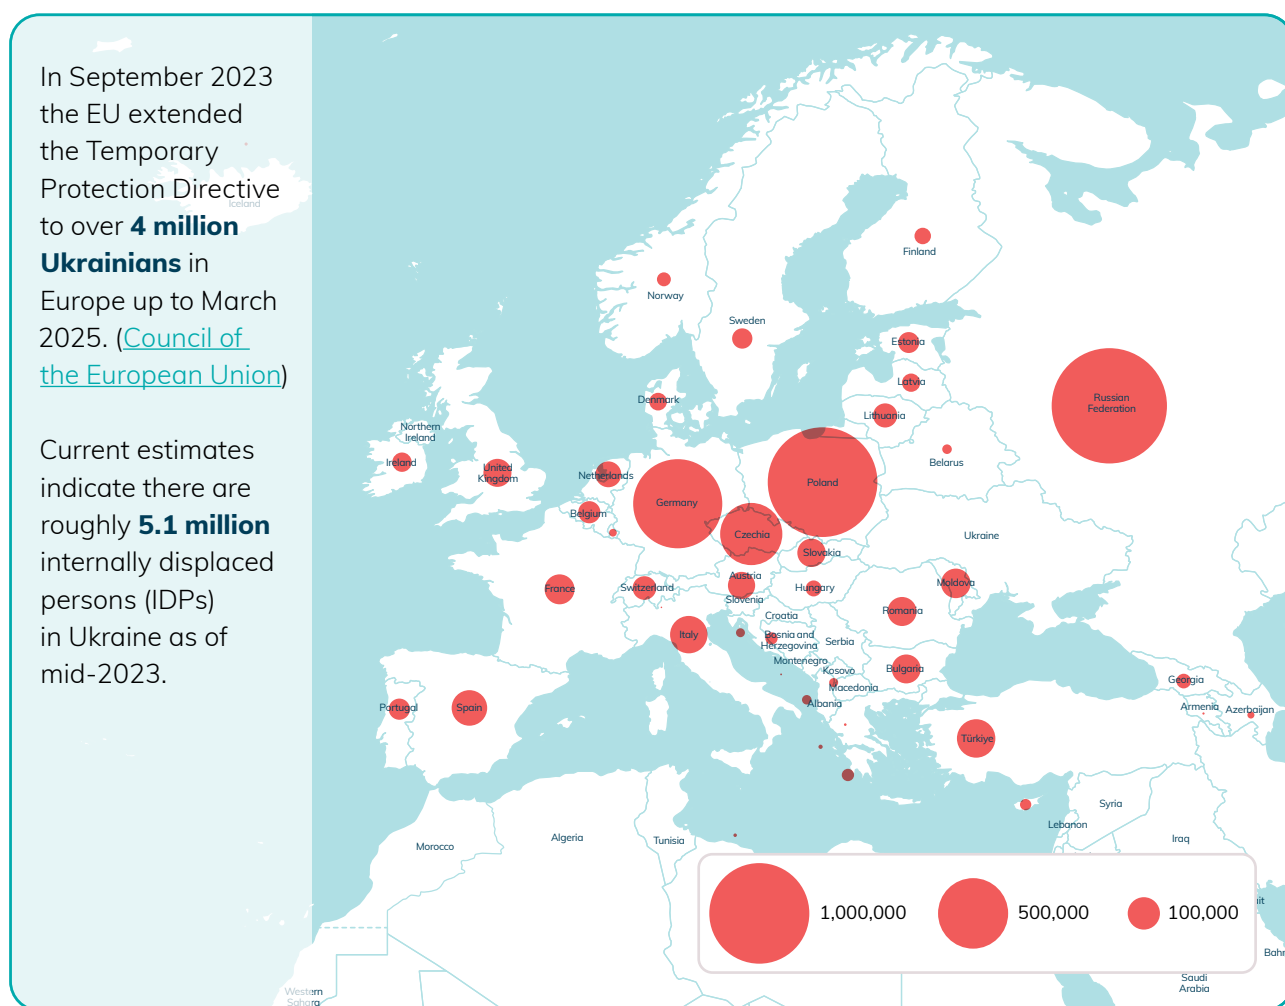 In September 2023
the EU extended
the Temporary
Protection Directive
to over 4 million
Ukrainians in
Europe up to March
2025. (Council of
the European Union)
Current estimates
indicate there are
roughly 5.1 million
internally displaced
persons (IDPs)
in Ukraine as of
mid-2023.
Iceland
Finland
Norway
Sweden
Estonia
Latvia
Denmark
Lithuania
Russian
Federation
Northern
Ireland
Ireland
United
Kingdom
Netherlands
Belarus
Germany
Poland
Belgium
Czechia
Ukraine
Slovakia
France
Switzerland
Austria
Hungary
Moldova
Slovenia
Romania
Croatia
Italy
Bosnia and
Herzegovina
Serbia
Montenegro
Kosovo
Bulgaria
Macedonia
Georgia
Albania
Armenia
Azerbaijan
Portugal
Spain
Türkiye
Syria
Lebanon
Iraq
Morocco
Algeria
Tunisia
1,000,000
500,000
100,000
it
Bahr
Saudi
Arabia
Western
Sahara